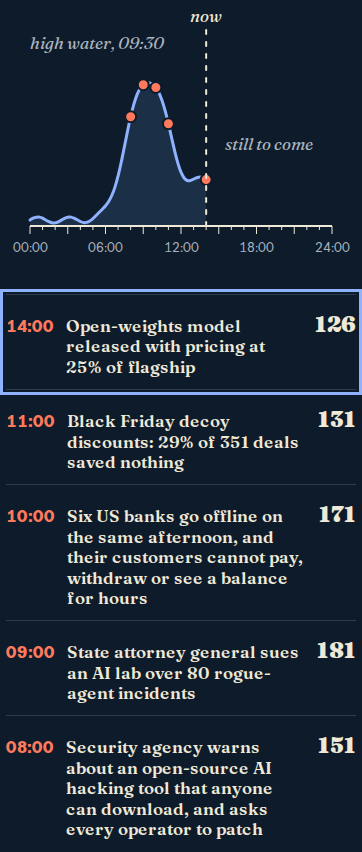 now
high water, 09:30
still to come
00:00 06:00 12:00 18:00 24:00
14:00 Open-weights model 126
released with pricing at
25% of flagship
11:00 Black Friday decoy 131
discounts: 29% of 351 deals
saved nothing
10:00 Six US banks go offline on 171
the same afternoon, and
their customers cannot pay,
withdraw or see a balance
for hours
09:00 State attorney general sues 181
an AI lab over 80 rogue-
agent incidents
08:00 Security agency warns 151
about an open-source AI
hacking tool that anyone
can download, and asks
every operator to patch